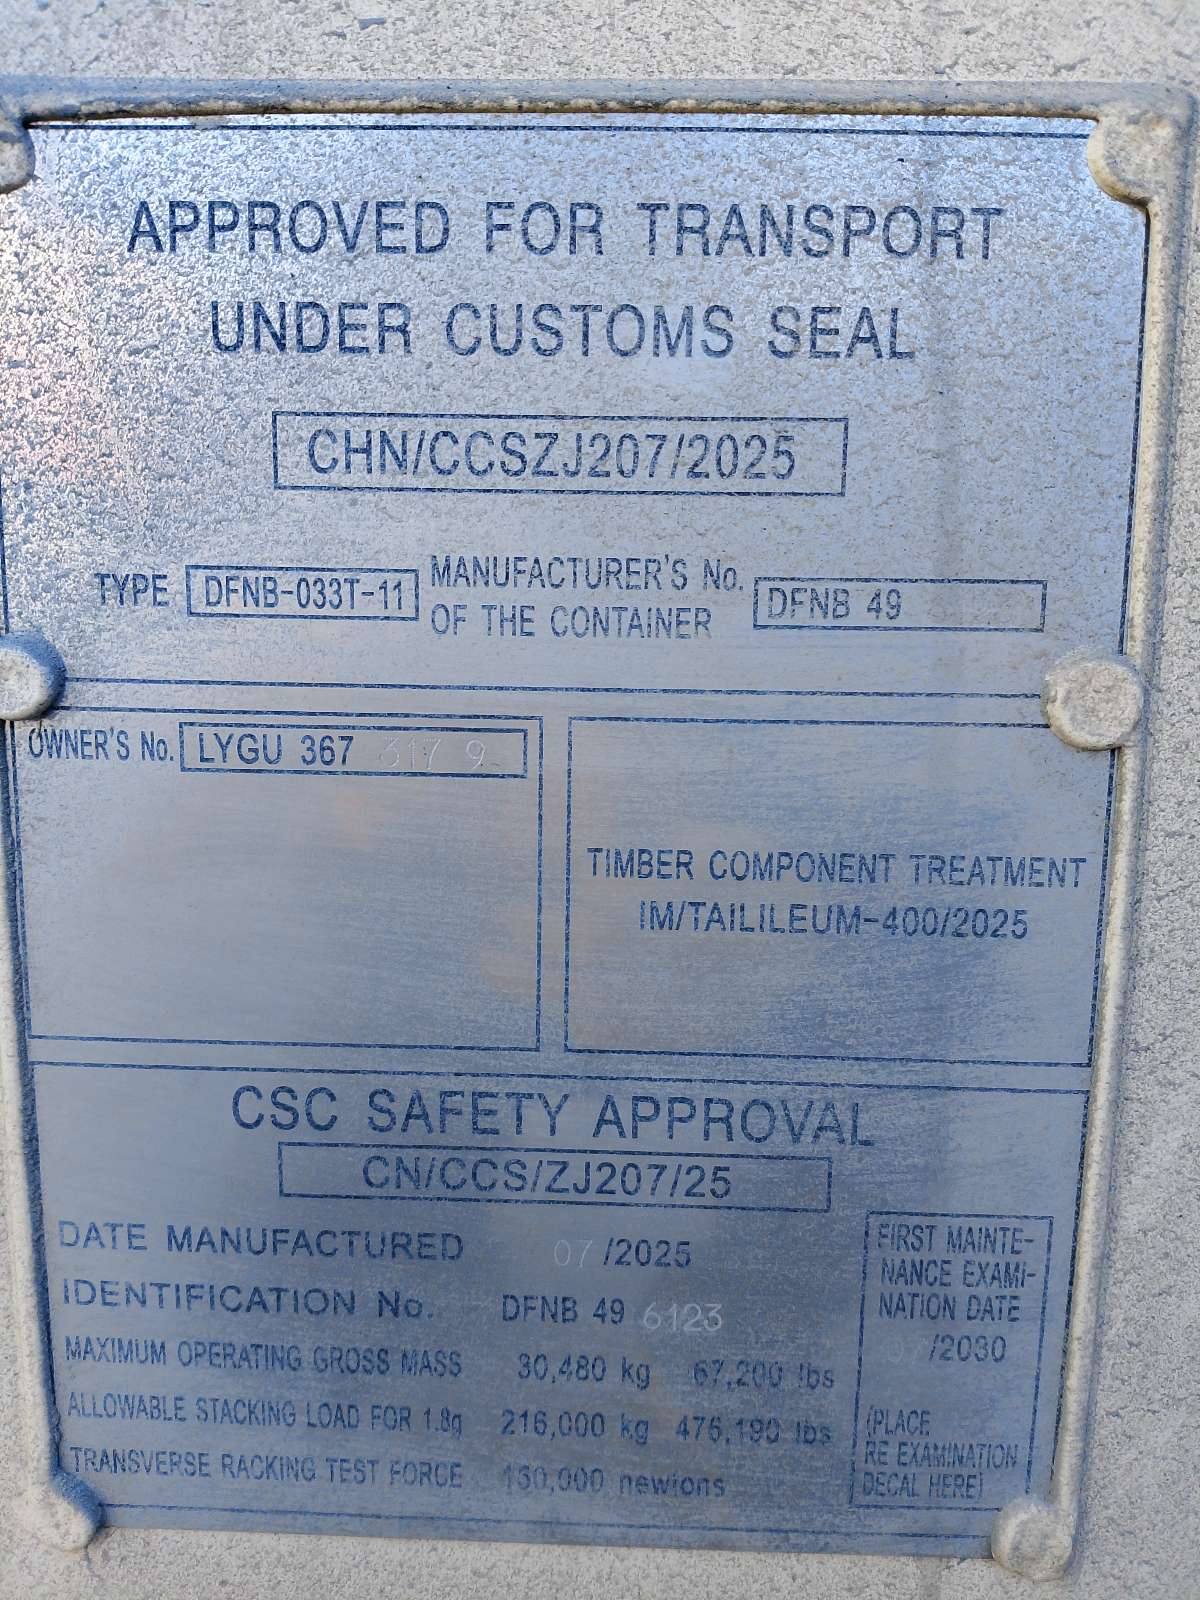 APPROVED FOR TRANSPORT
UNDER CUSTOMS SEAL
CHN/CCSZJ207/2025
TYPE DFNB-033T-11 MANUFACTURER'S No. OF THE CONTAINER DFNB 49
OWNER'S No. LYGU 367
TIMBER COMPONENT TREATMENT
IM/TAILILEUM-400/2025
CSC SAFETY APPROVAL
CN/CCS/ZJ207/25
DATE MANUFACTURED 07/2025
IDENTIFICATION No. DFNB 49 6123
MAXIMUM OPERATING GROSS MASS 30,480 kg 67,200 lbs
ALLOWABLE STACKING LOAD FOR 1.8g 216,000 kg 476,190 lbs
TRANSVERSE RACKING TEST FORCE 150,000 newtons
FIRST MAINTE-
NANCE EXAMI-
NATION DATE
/2030
(PLACE
RE EXAMINATION
DECAL HERE)